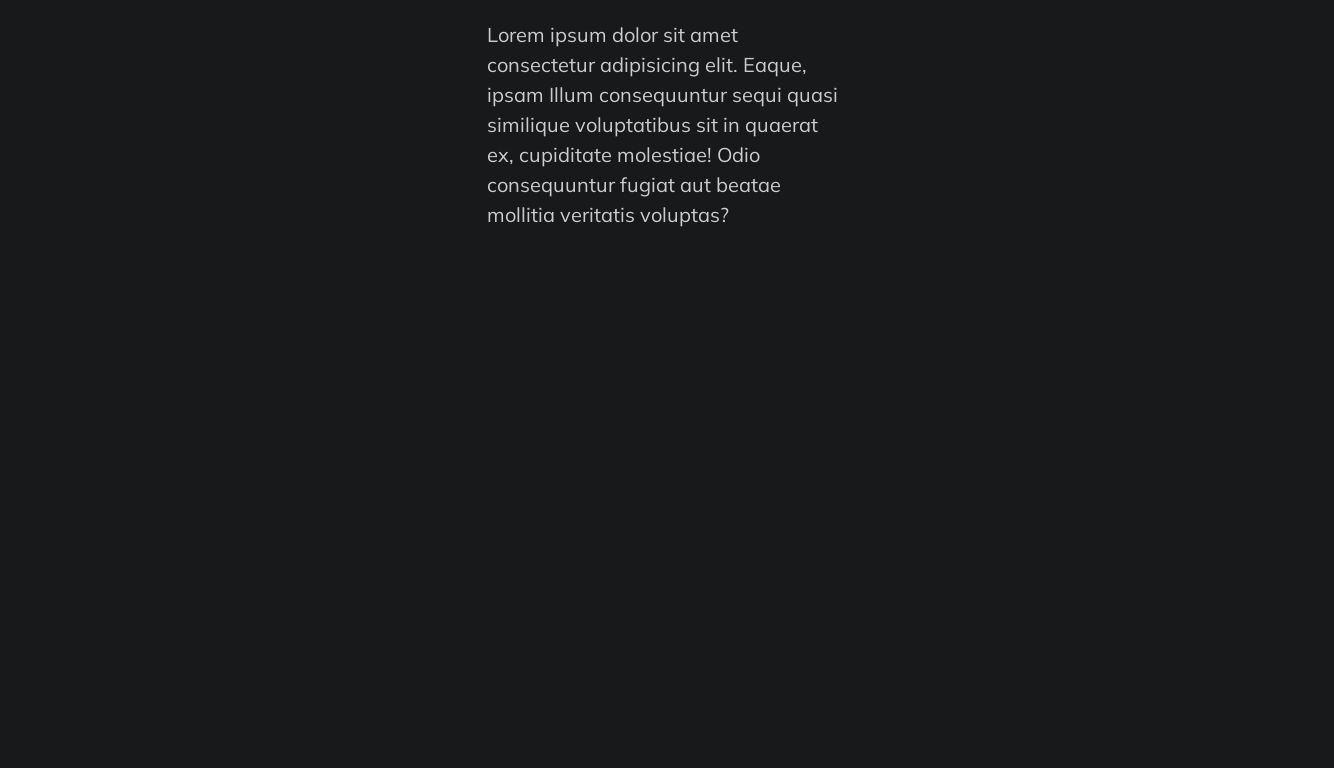 Lorem ipsum dolor sit amet
consectetur adipisicing elit. Eaque,
ipsam Illum consequuntur sequi quasi
similique voluptatibus sit in quaerat
ex, cupiditate molestiae! Odio
consequuntur fugiat aut beatae
mollitia veritatis voluptas?